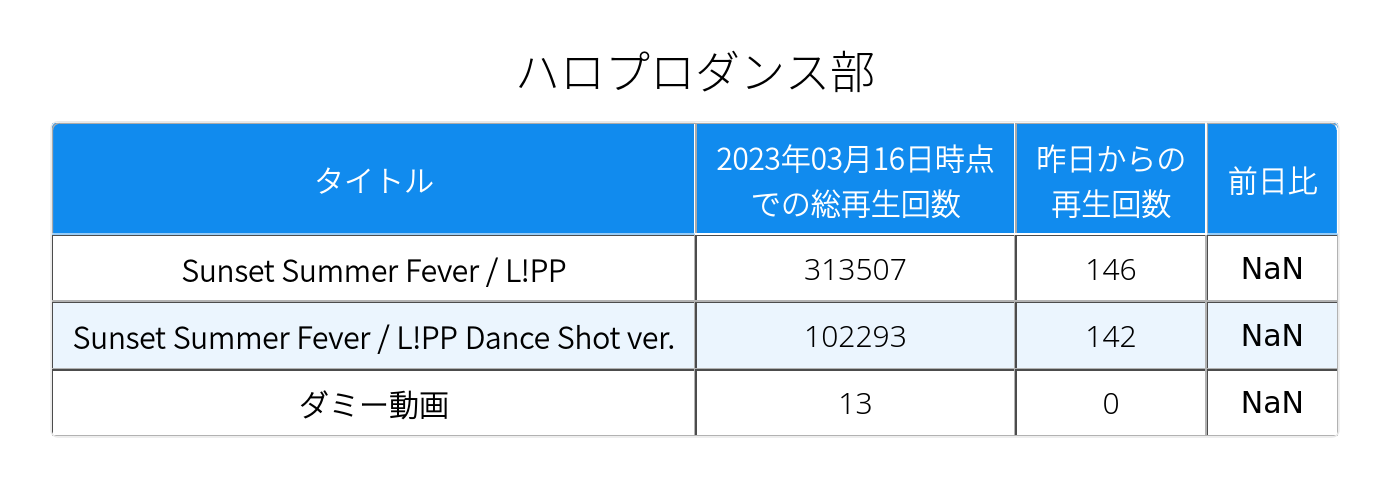 ハロプロダンス部
タイトル
2023年03月16日時点
での総再生回数
昨日からの
再生回数
前日比
Sunset Summer Fever / L!PP
313507
146
NaN
Sunset Summer Fever / L!PP Dance Shot ver.
102293
142
NaN
ダミー動画
13
0
NaN